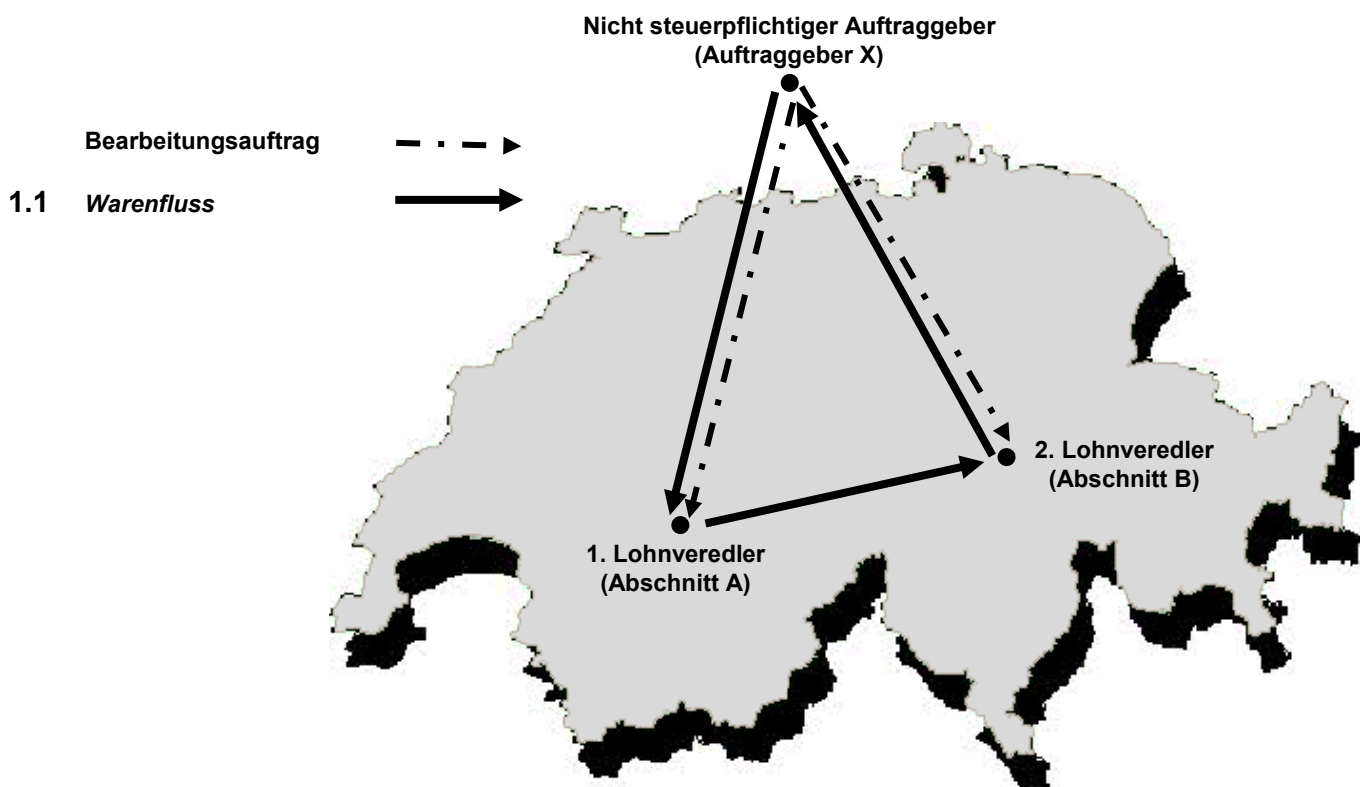 Nicht steuerpflichtiger Auftraggeber
(Auftraggeber X)
Bearbeitungsauftrag
1.1 Warenfluss
2. Lohnveredler
(Abschnitt B)
1. Lohnveredler
(Abschnitt A)